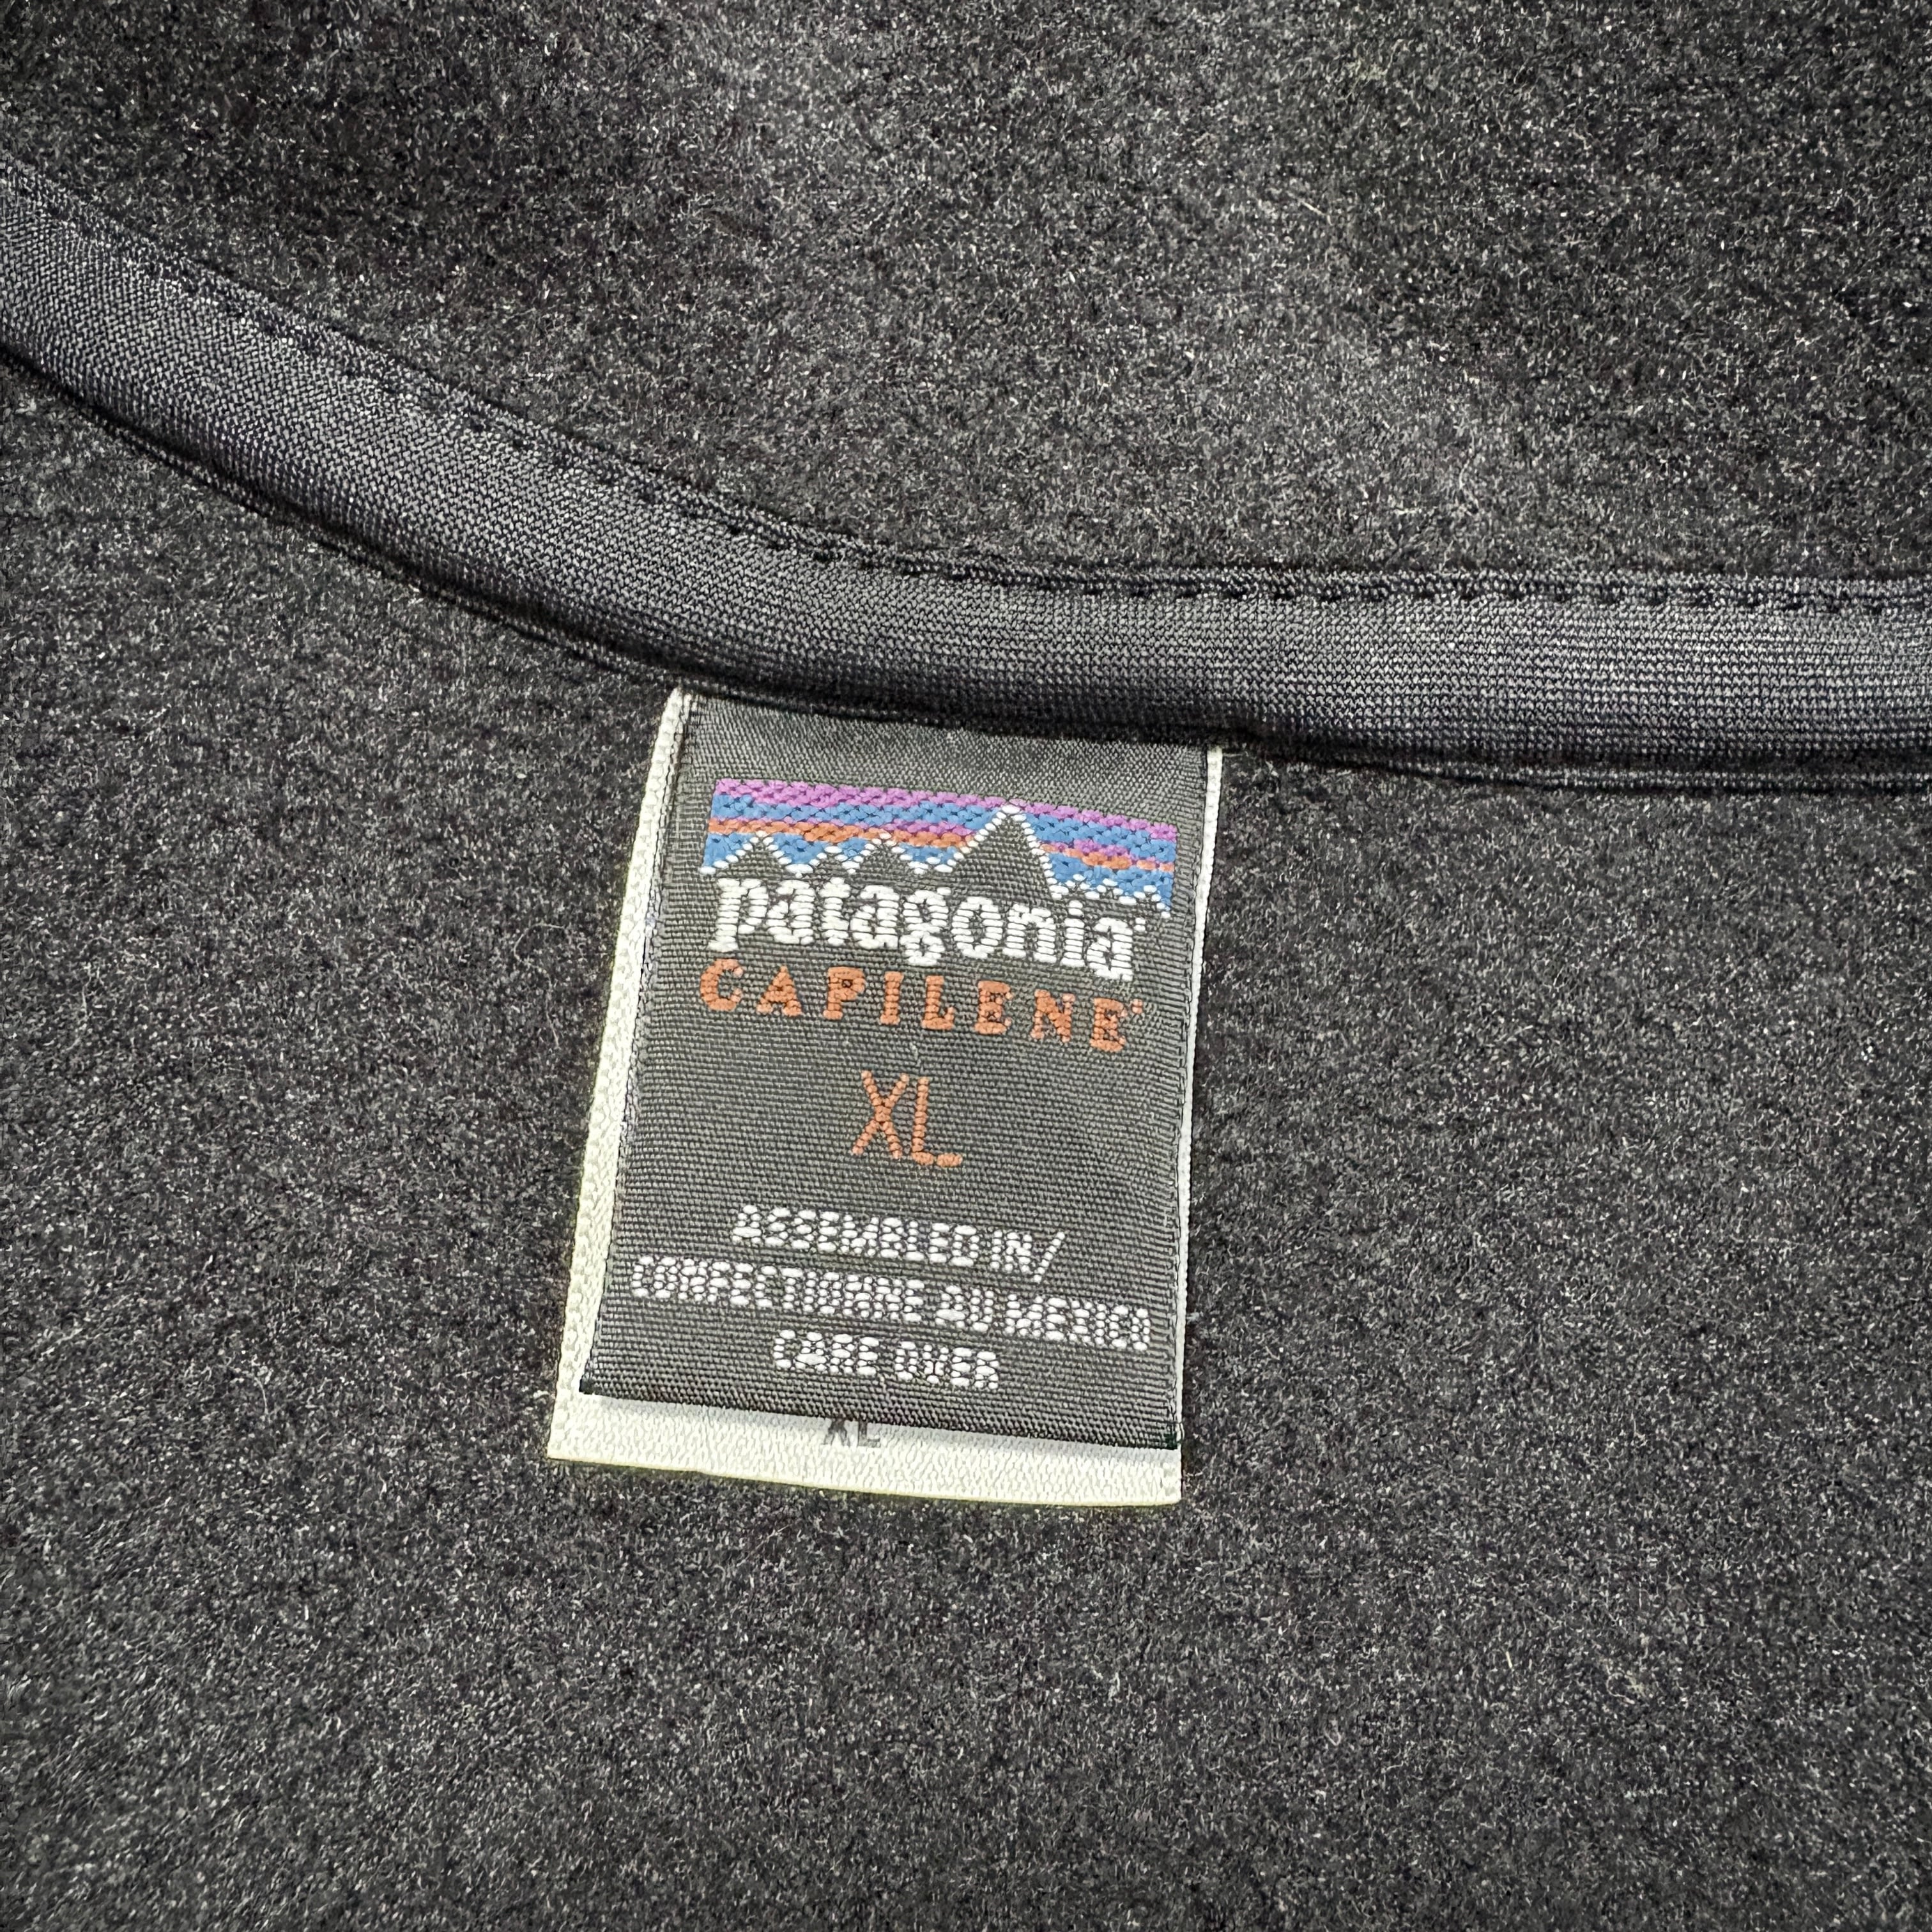 patagonia®
CAPILENE®
XL
ASSEMBLED IN/
CONFECTIONNE AU MEXICO
CARE OVER
XL